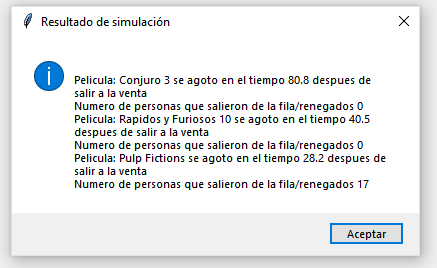 Resultado de simulación
Pelicula: Conjuro 3 se agoto en el tiempo 80.8 despues de
salir a la venta
Numero de personas que salieron de la fila/renegados 0
Pelicula: Rapidos y Furiosos 10 se agoto en el tiempo 40.5
despues de salir a la venta
Numero de personas que salieron de la fila/renegados 0
Pelicula: Pulp Fictions se agoto en el tiempo 28.2 despues de
salir a la venta
Numero de personas que salieron de la fila/renegados 17
Aceptar